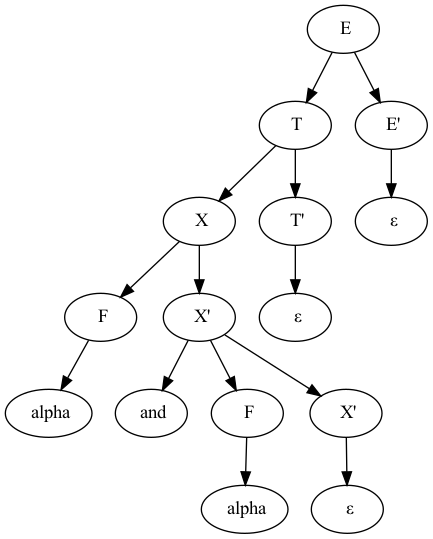 E
T E'
X T' ε
F X' ε
alpha and F X'
alpha ε